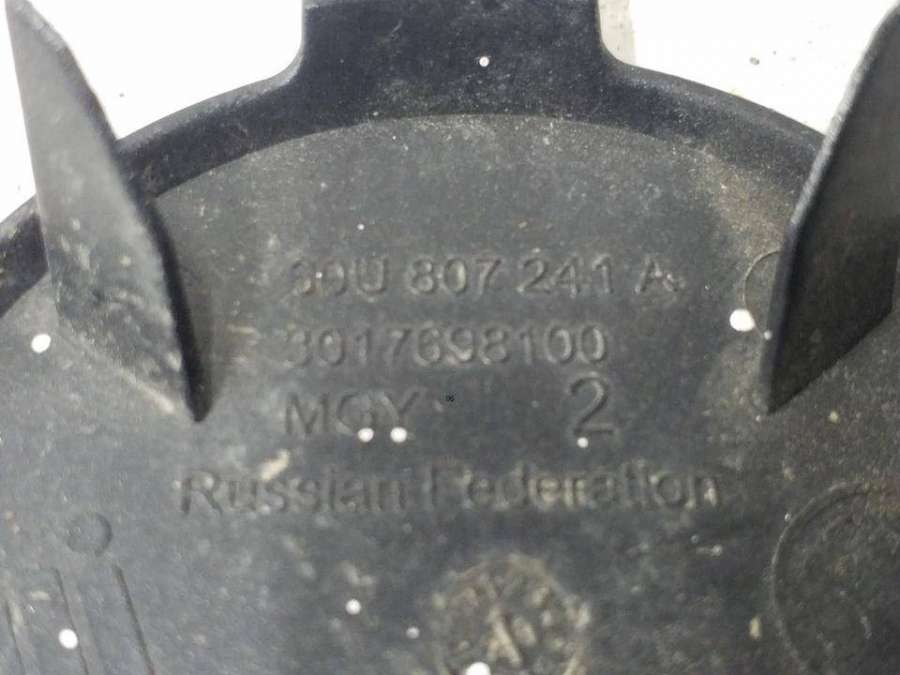 60U 807 241 A
3017698100
MGY 2
Russian Federation